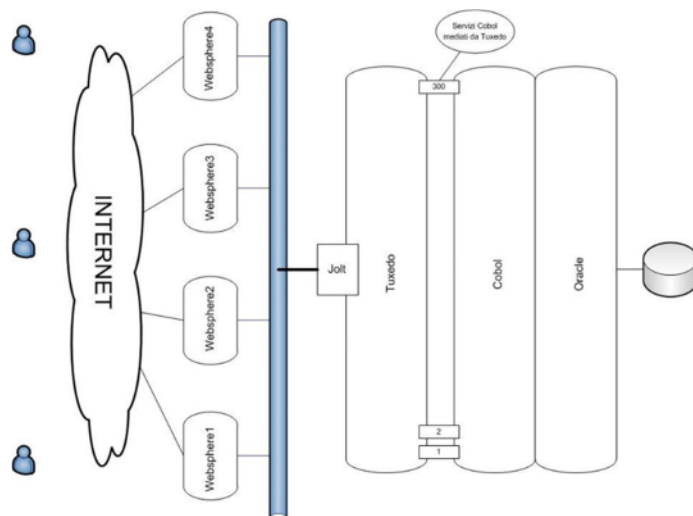 Servizi Cobol
mediati da Tuxedo
Websphere4
300
Websphere3
INTERNET
Jolt
Tuxedo
Cobol
Oracle
Websphere2
Websphere1
2
1